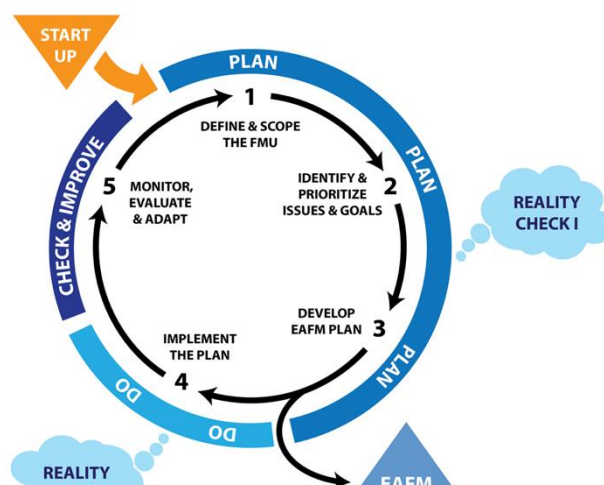 START
UP
PLAN
1
DEFINE & SCOPE
THE FMU
PLAN
2
IDENTIFY &
PRIORITIZE
ISSUES & GOALS
REALITY
CHECK I
3
DEVELOP
EAFM PLAN
PLAN
4
IMPLEMENT
THE PLAN
DO
DO
5
MONITOR,
EVALUATE
& ADAPT
CHECK & IMPROVE
REALITY
EAFM